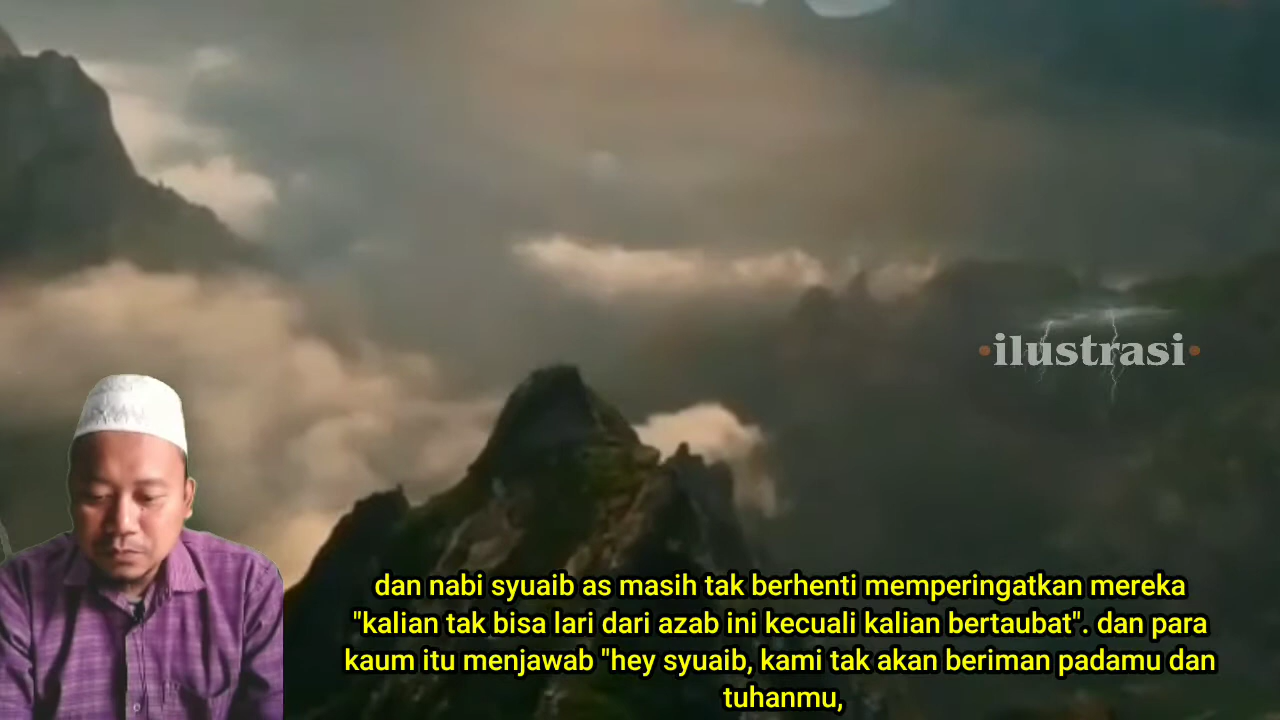 •ilustrasi•
dan nabi syuaib as masih tak berhenti memperingatkan mereka
"kalian tak bisa lari dari azab ini kecuali kalian bertaubat". dan para
kaum itu menjawab "hey syuaib, kami tak akan beriman padamu dan
tuhanmu,